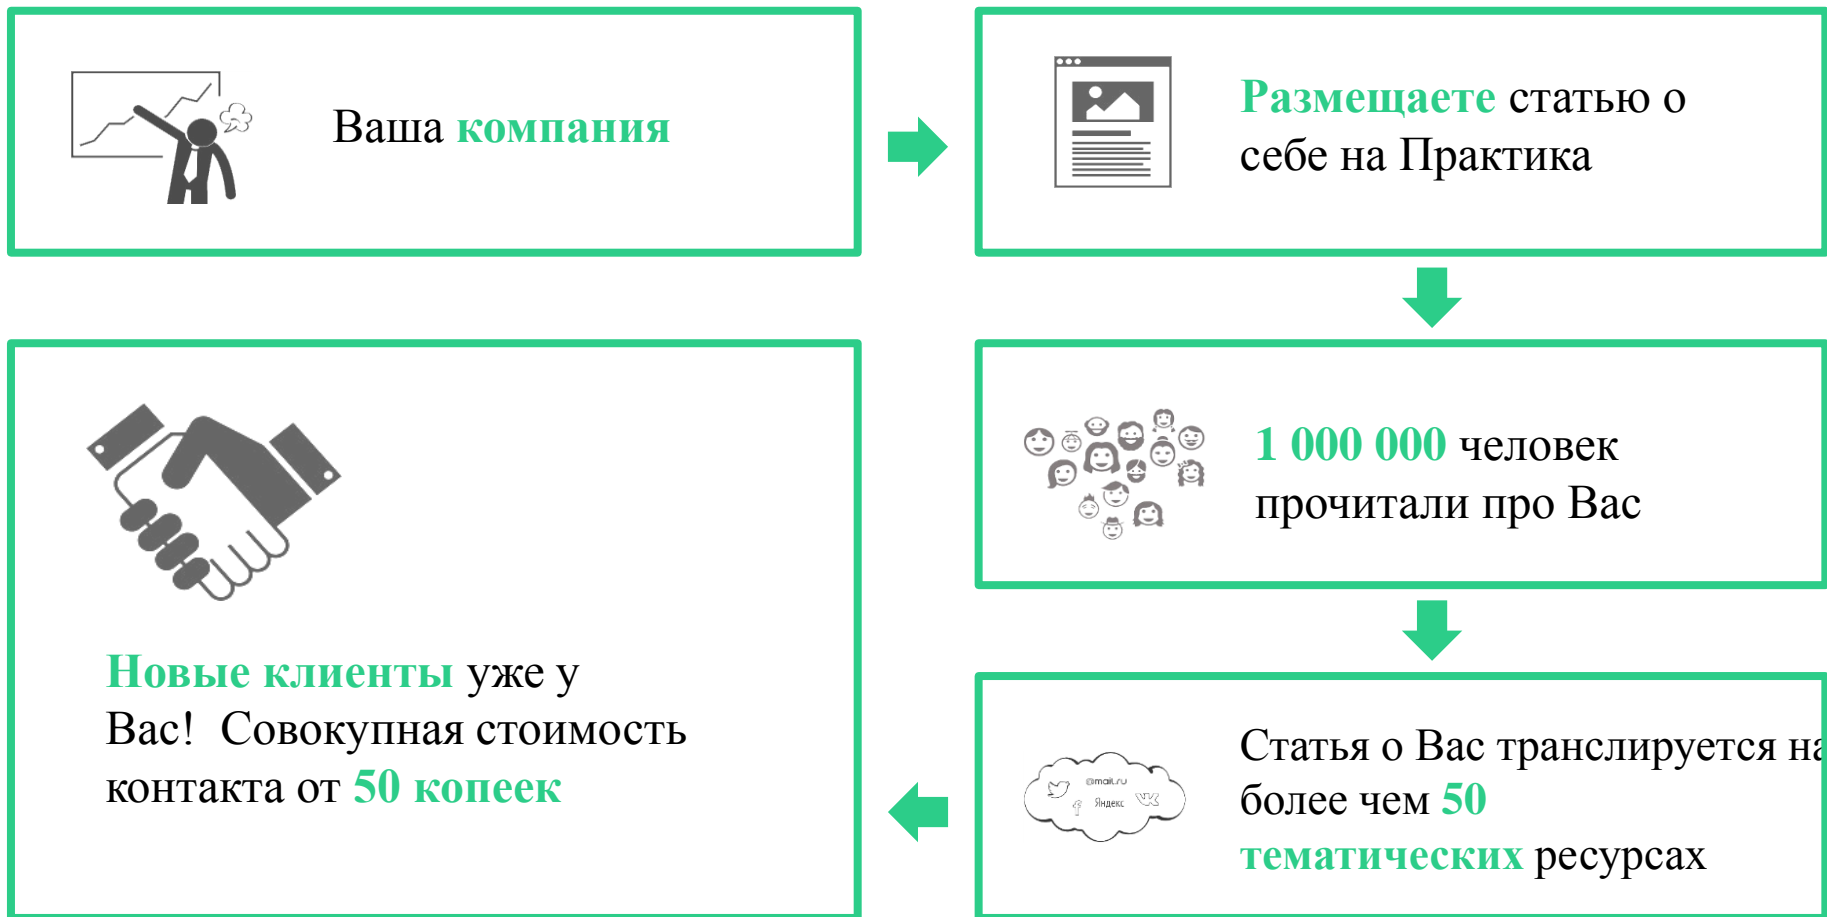 Ваша компания
Размещаете статью о
себе на Практика
1 000 000 человек
прочитали про Вас
Статья о Вас транслируется на
более чем 50
тематических ресурсах
@mail.ru
Яндекс
Новые клиенты уже у
Вас! Совокупная стоимость
контакта от 50 копеек